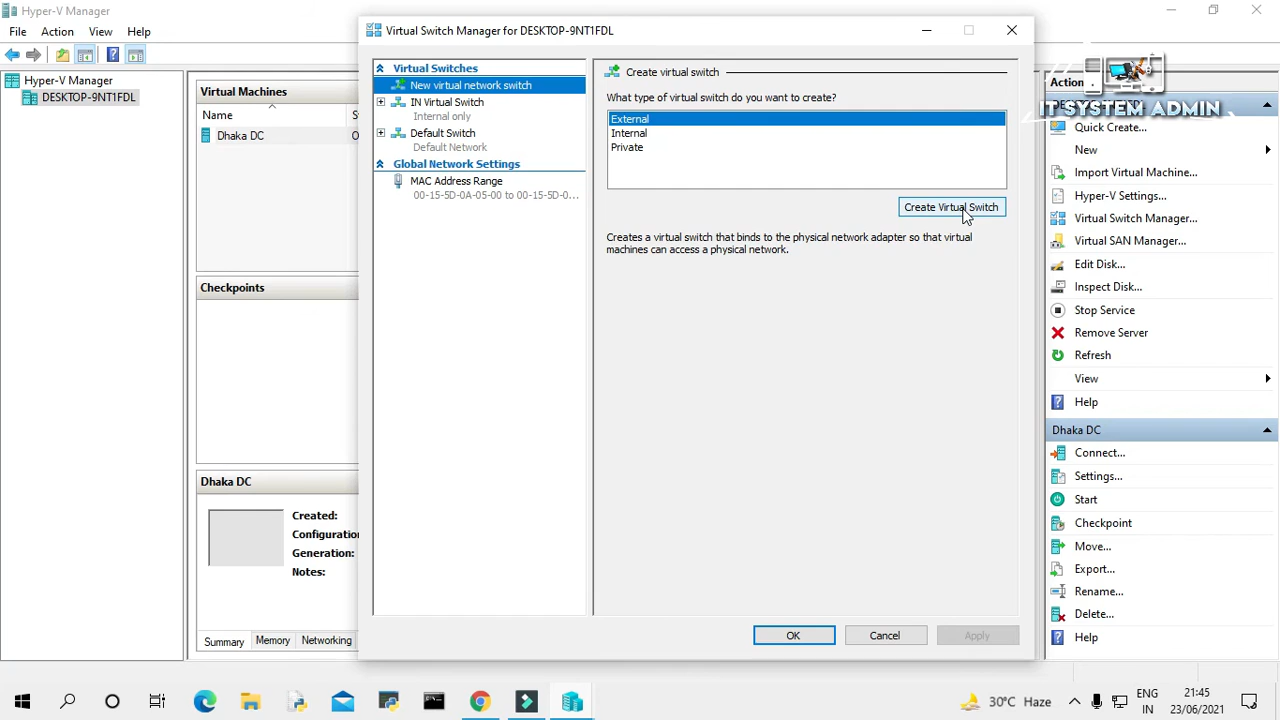 Hyper-V Manager
File Action View Help
Hyper-V Manager
DESKTOP-9NT1FDL
Virtual Machines
Name
Dhaka DC
Checkpoints
Dhaka DC
Created:
Configuratio
Generation:
Notes:
Summary Memory Networking
Virtual Switch Manager for DESKTOP-9NT1FDL
Virtual Switches
New virtual network switch
IN Virtual Switch
Internal only
Default Switch
Default Network
Global Network Settings
MAC Address Range
00-15-5D-0A-05-00 to 00-15-5D-0...
Create virtual switch
What type of virtual switch do you want to create?
External
Internal
Private
Create Virtual Switch
Creates a virtual switch that binds to the physical network adapter so that virtual
machines can access a physical network.
OK Cancel Apply
IT SYSTEM ADMIN
Quick Create...
New
Import Virtual Machine...
Hyper-V Settings...
Virtual Switch Manager...
Virtual SAN Manager...
Edit Disk...
Inspect Disk...
Stop Service
Remove Server
Refresh
View
Help
Dhaka DC
Connect...
Settings...
Start
Checkpoint
Move...
Export...
Rename...
Delete...
Help
30°C Haze
ENG
IN
21:45
23/06/2021